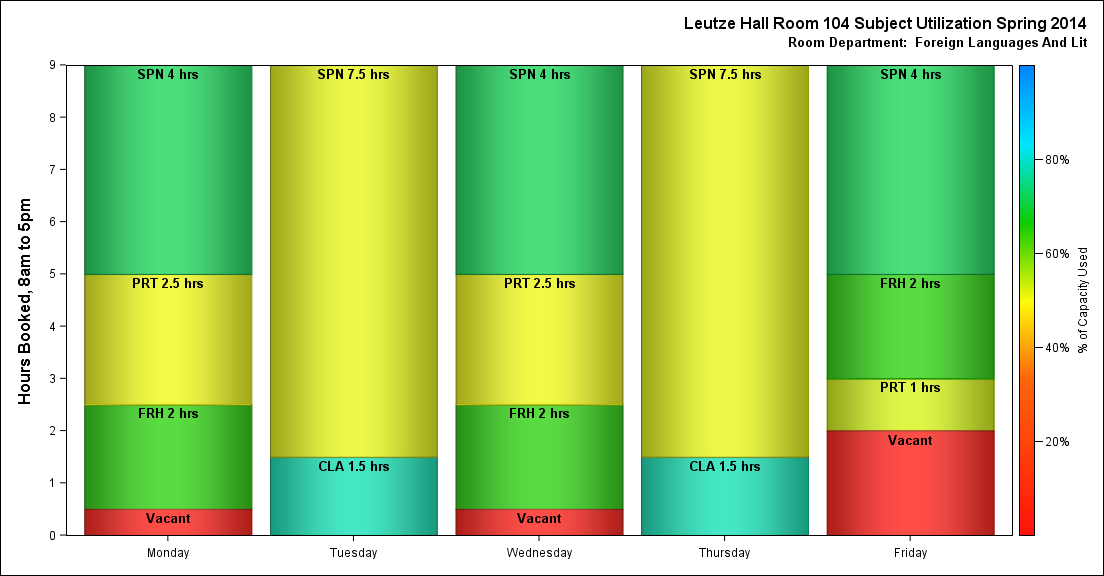 Leutze Hall Room 104 Subject Utilization Spring 2014
Room Department:  Foreign Languages And Lit
Hours Booked, 8am to 5pm
9
8
7
6
5
4
3
2
1
0
SPN 4 hrs
PRT 2.5 hrs
FRH 2 hrs
Vacant
SPN 7.5 hrs
CLA 1.5 hrs
SPN 4 hrs
PRT 2.5 hrs
FRH 2 hrs
Vacant
SPN 7.5 hrs
CLA 1.5 hrs
SPN 4 hrs
FRH 2 hrs
PRT 1 hrs
Vacant
Monday
Tuesday
Wednesday
Thursday
Friday
80%
60%
40%
20%
% of Capacity Used